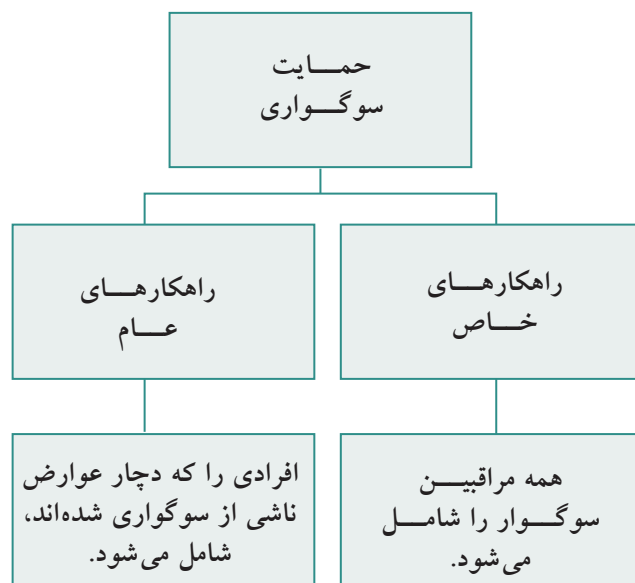 حمایت
سوگواری
راهکارهای
خاص
راهکارهای
عام
همه مراقبین
سوگوار را شامل
می‌شود.
افرادی را که دچار عوارض
ناشی از سوگواری شده‌اند،
شامل می‌شود.